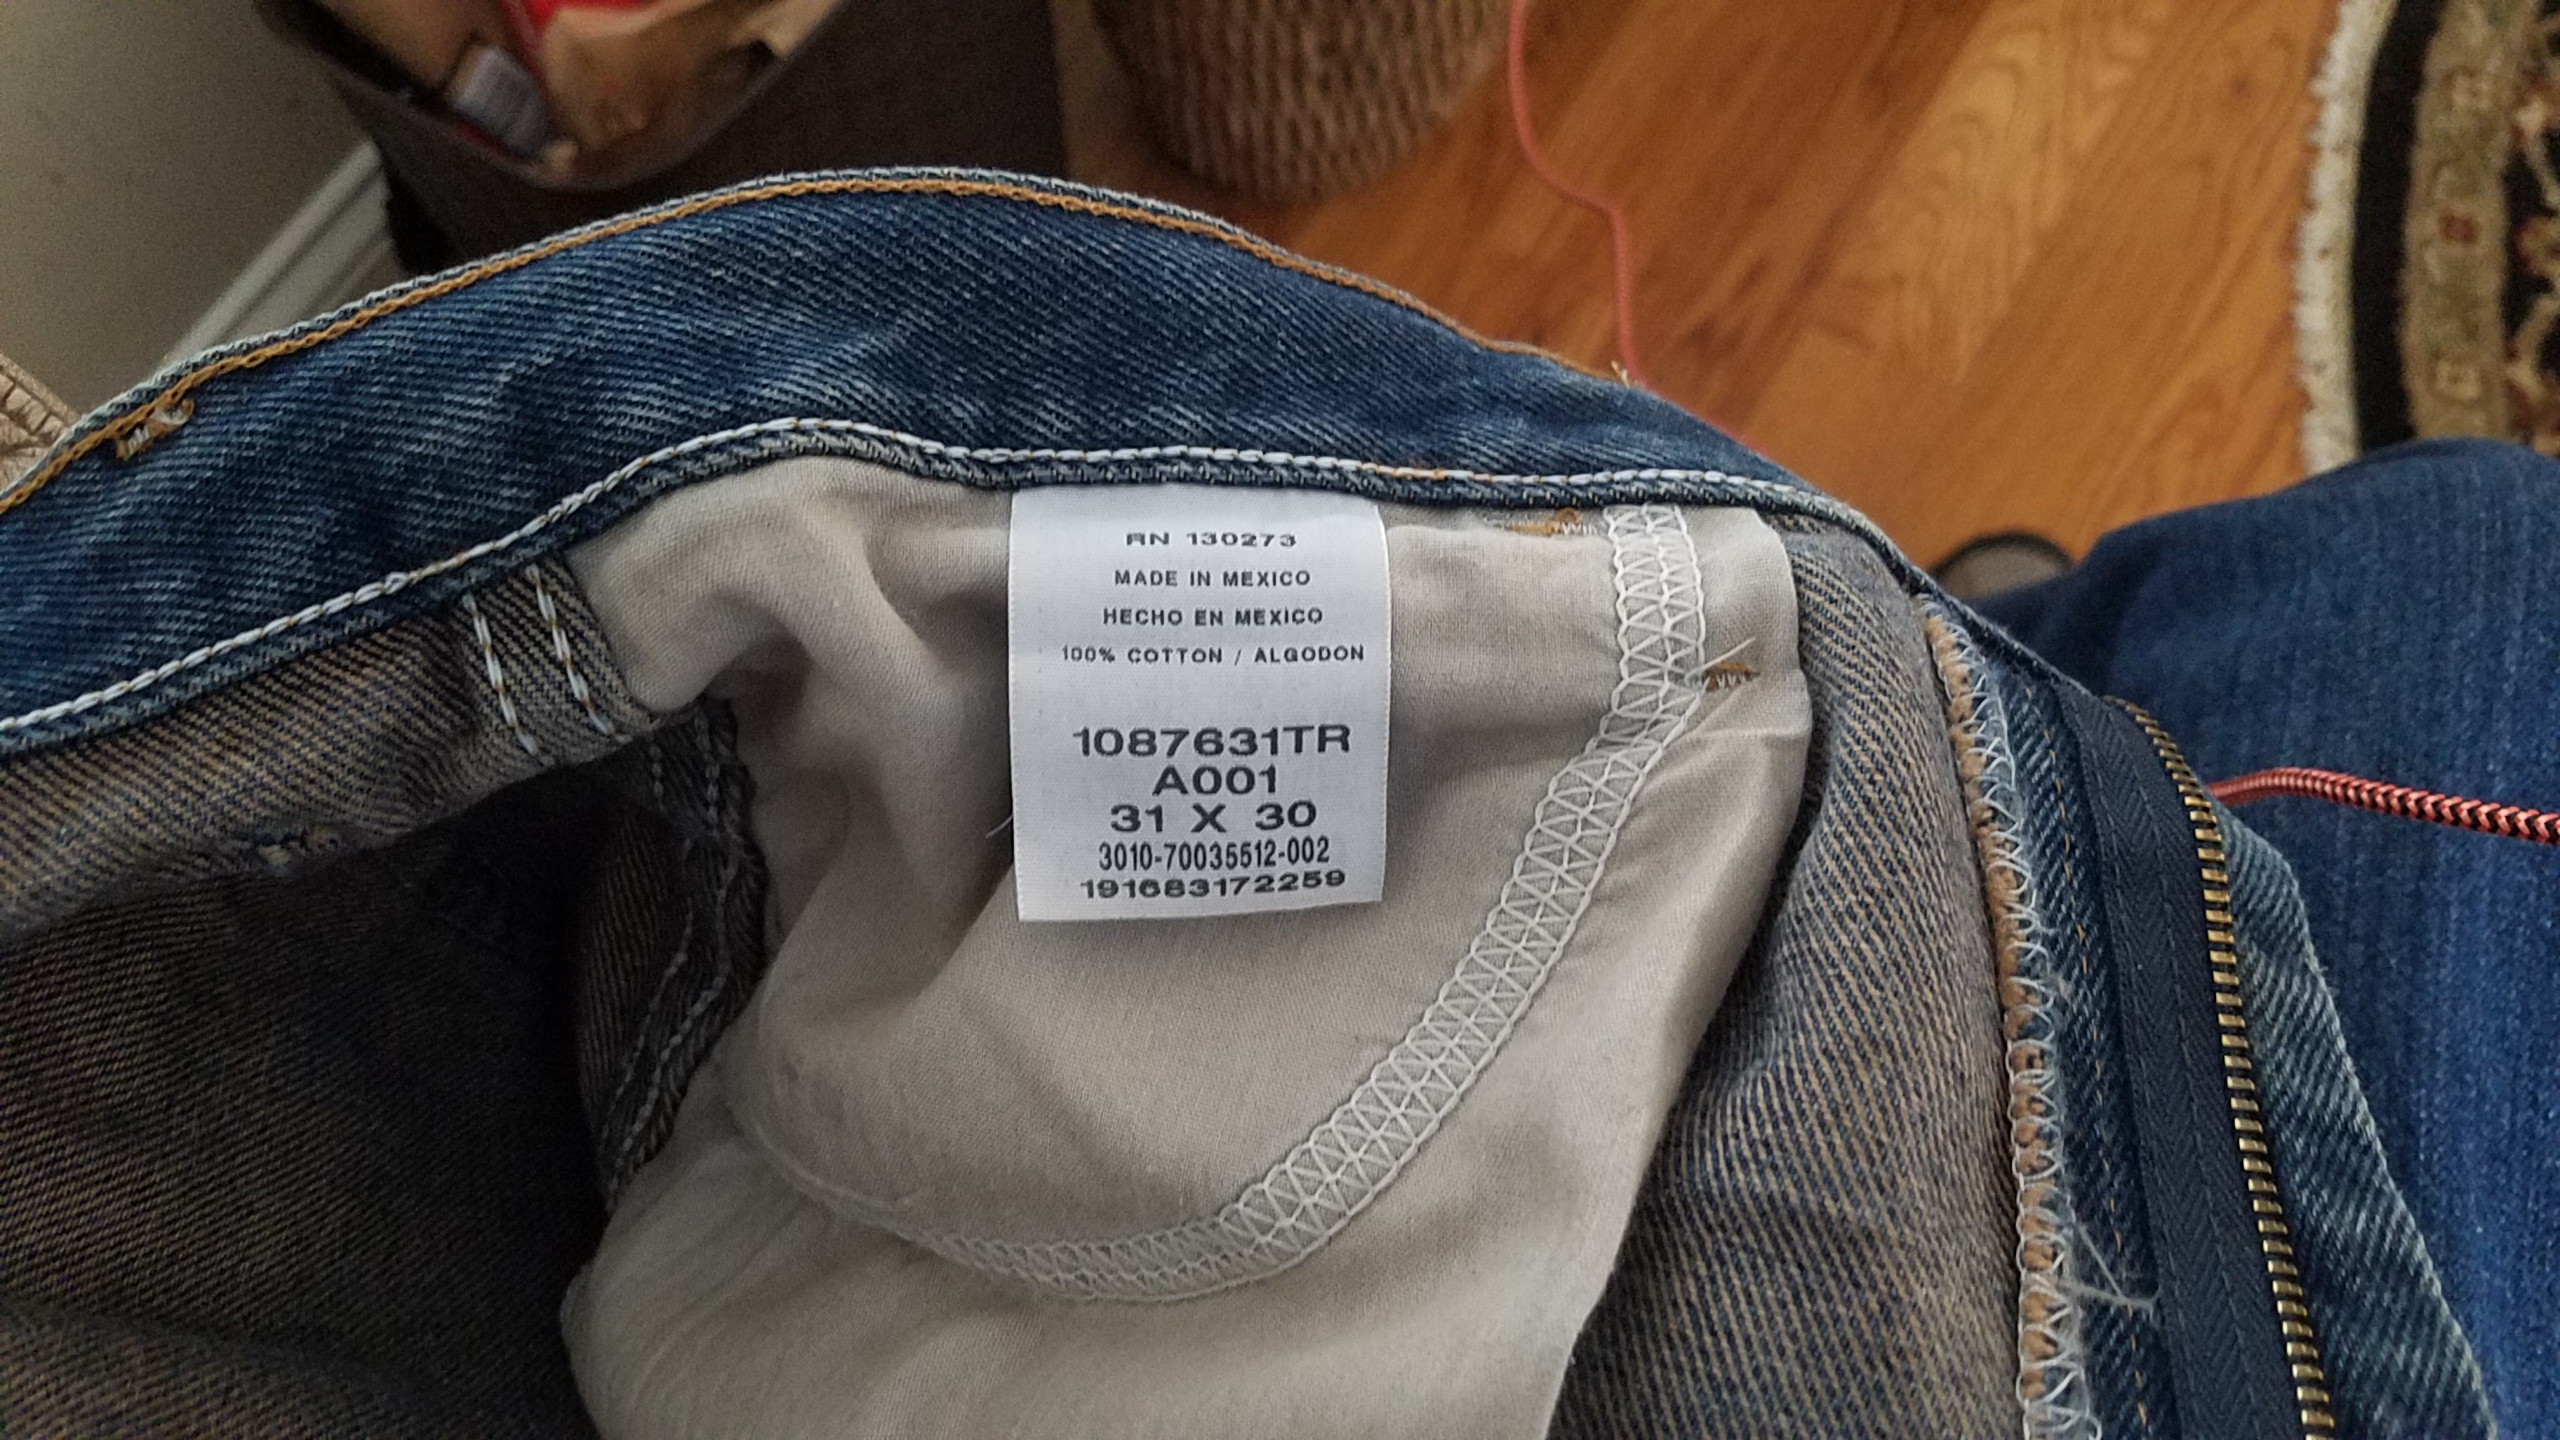 RN 130273
MADE IN MEXICO
HECHO EN MEXICO
100% COTTON / ALGODON
1087631TR
A001
31 X 30
3010-70035512-002
191683172259